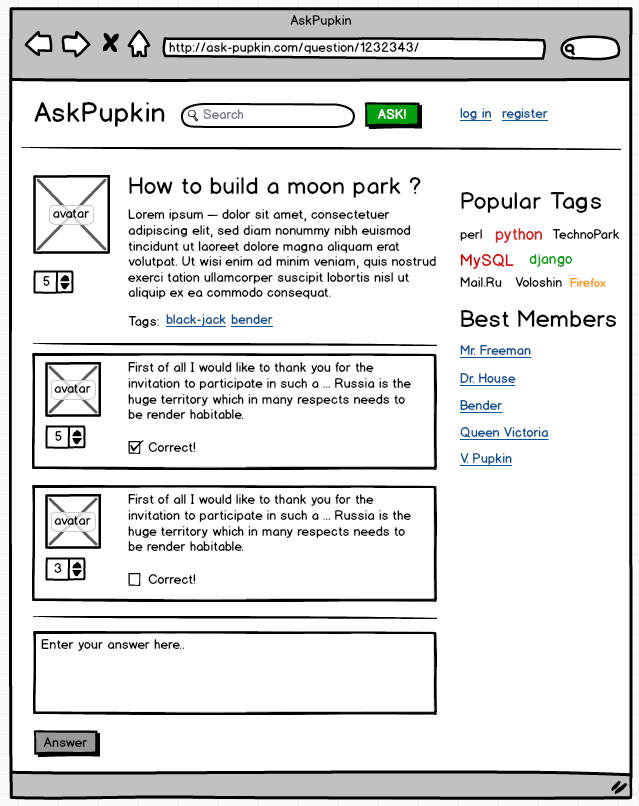 AskPupkin
http://ask-pupkin.com/question/1232343/
AskPupkin
Search
ASK!
log in register
avatar
5
How to build a moon park ?
Lorem ipsum — dolor sit amet, consectetuer
adipiscing elit, sed diam nonummy nibh euismod
tincidunt ut laoreet dolore magna aliquam erat
volutpat. Ut wisi enim ad minim veniam, quis nostrud
exerci tation ullamcorper suscipit lobortis nisl ut
aliquip ex ea commodo consequat.
Tags: black-jack bender
avatar
5
First of all I would like to thank you for the
invitation to participate in such a ... Russia is the
huge territory which in many respects needs to
be render habitable.
Correct!
avatar
3
First of all I would like to thank you for the
invitation to participate in such a ... Russia is the
huge territory which in many respects needs to
be render habitable.
Correct!
Enter your answer here..
Answer
Popular Tags
perl python TechnoPark
MySQL django
Mail.Ru Voloshin Firefox
Best Members
Mr. Freeman
Dr. House
Bender
Queen Victoria
V. Pupkin